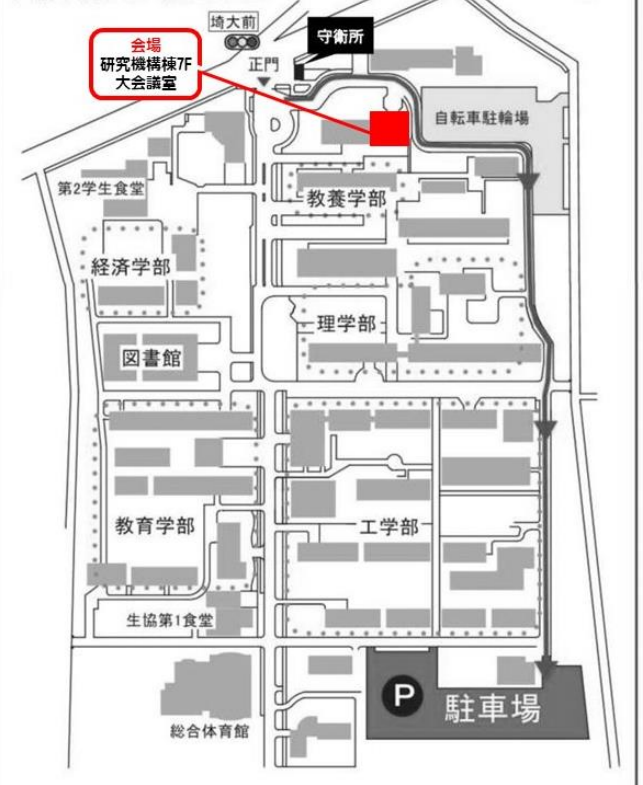 埼大前
会場
研究機構棟7F
大会議室
守衛所
正門
自転車駐輪場
第2学生食堂
教養学部
経済学部
理学部
図書館
教育学部
工学部
生協第1食堂
P
駐車場
総合体育館